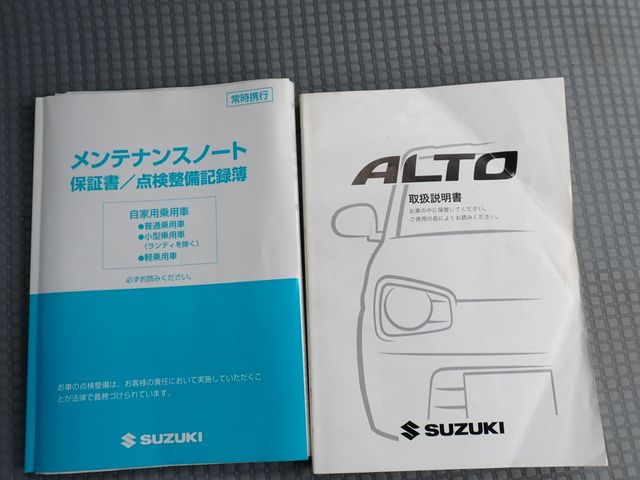 常時携行
メンテナンスノート
保証書／点検整備記録簿
自家用乗用車
●普通乗用車
●小型乗用車
（ランディを除く）
●軽乗用車
必ずお読みください。
お車の点検整備は、お客様の責任において実施していただくこ
とが法律で義務づけられています。
SUZUKI
ALTO
取扱説明書
お車の中に保管してください。
ご使用の前によくお読みください。
SUZUKI